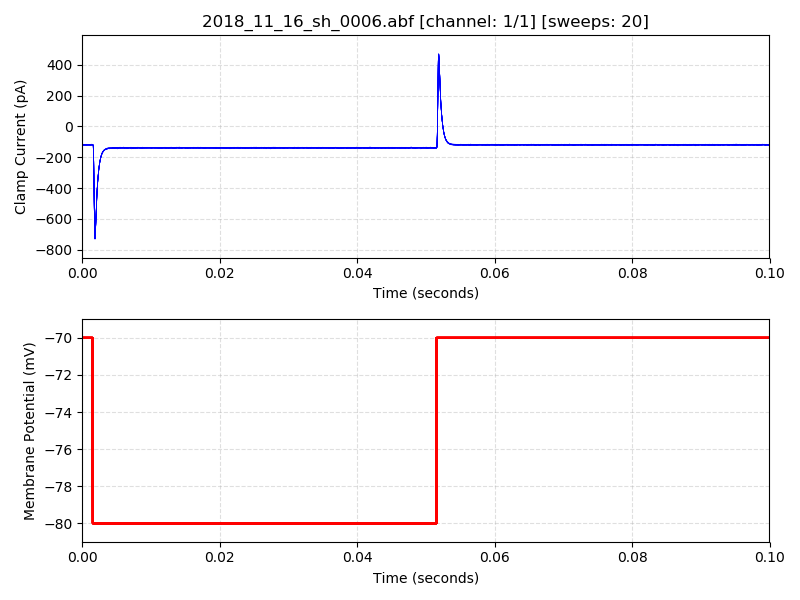 2018_11_16_sh_0006.abf [channel: 1/1] [sweeps: 20]
Clamp Current (pA)
400
200
0
−200
−400
−600
−800
0.00 0.02 0.04 0.06 0.08 0.10
Time (seconds)
Membrane Potential (mV)
−70
−72
−74
−76
−78
−80
0.00 0.02 0.04 0.06 0.08 0.10
Time (seconds)